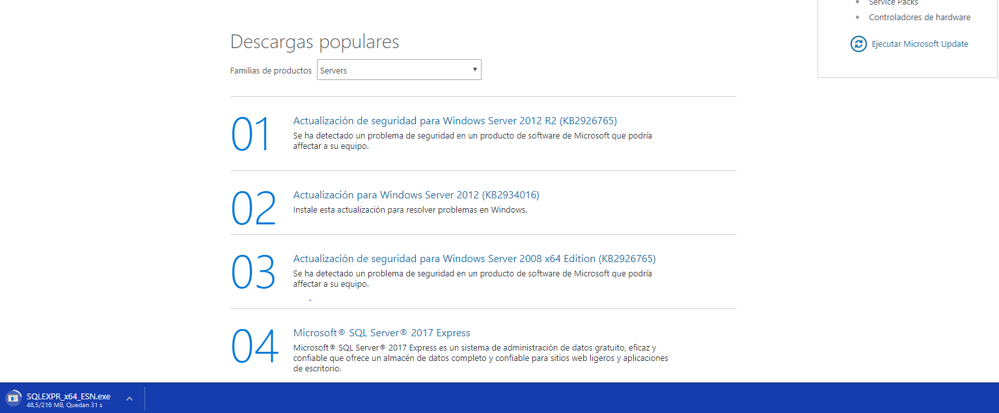 Service Packs
Controladores de hardware
Ejecutar Microsoft Update
Descargas populares
Familias de productos Servers
01
Actualización de seguridad para Windows Server 2012 R2 (KB2926765)
Se ha detectado un problema de seguridad en un producto de software de Microsoft que podría
affectar a su equipo.
02
Actualización para Windows Server 2012 (KB2934016)
Instale esta actualización para resolver problemas en Windows.
03
Actualización de seguridad para Windows Server 2008 x64 Edition (KB2926765)
Se ha detectado un problema de seguridad en un producto de software de Microsoft que podría
affectar a su equipo.
04
Microsoft® SQL Server® 2017 Express
Microsoft® SQL Server® 2017 Express es un sistema de administración de datos gratuito, eficaz y
confiable que ofrece un almacén de datos completo y confiable para sitios web ligeros y aplicaciones
de escritorio.
SQLEXPR_x64_ESN.exe
48,5/216 MB, Quedan 31 s